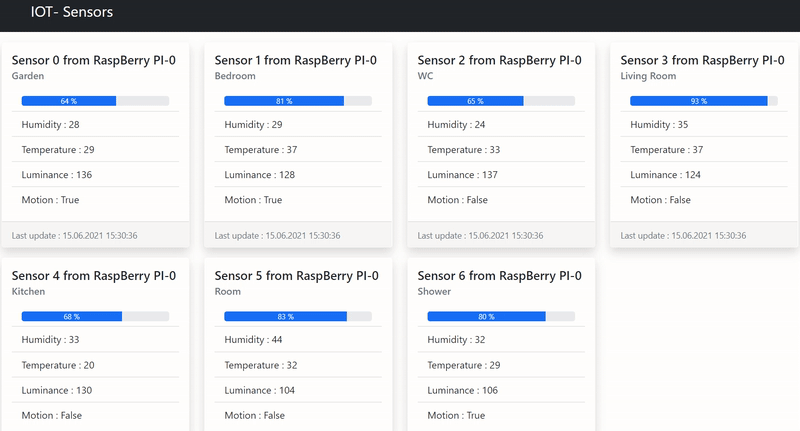 IOT- Sensors
Sensor 0 from RaspBerry PI-0
Garden
64 %
Humidity : 28
Temperature : 29
Luminance : 136
Motion : True
Last update : 15.06.2021 15:30:36
Sensor 1 from RaspBerry PI-0
Bedroom
81 %
Humidity : 29
Temperature : 37
Luminance : 128
Motion : True
Last update : 15.06.2021 15:30:36
Sensor 2 from RaspBerry PI-0
WC
65 %
Humidity : 24
Temperature : 33
Luminance : 137
Motion : False
Last update : 15.06.2021 15:30:36
Sensor 3 from RaspBerry PI-0
Living Room
93 %
Humidity : 35
Temperature : 37
Luminance : 124
Motion : False
Last update : 15.06.2021 15:30:36
Sensor 4 from RaspBerry PI-0
Kitchen
68 %
Humidity : 33
Temperature : 20
Luminance : 130
Motion : False
Sensor 5 from RaspBerry PI-0
Room
83 %
Humidity : 44
Temperature : 32
Luminance : 104
Motion : False
Sensor 6 from RaspBerry PI-0
Shower
80 %
Humidity : 32
Temperature : 29
Luminance : 106
Motion : True